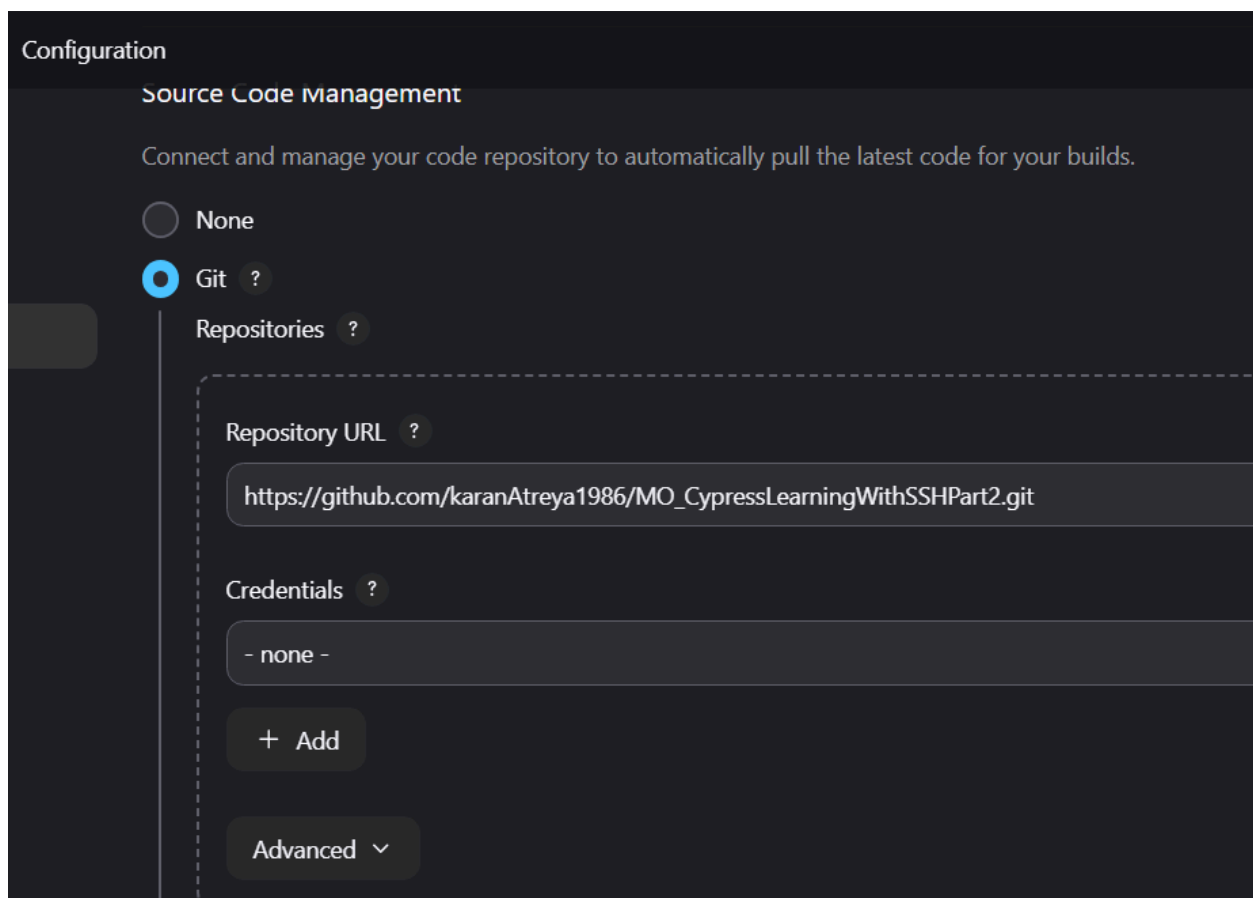 Configuration
Source Code Management
Connect and manage your code repository to automatically pull the latest code for your builds.
None
Git ?
Repositories ?
Repository URL ?
https://github.com/karanAtreya1986/MO_CypressLearningWithSSHPart2.git
Credentials ?
- none -
+ Add
Advanced